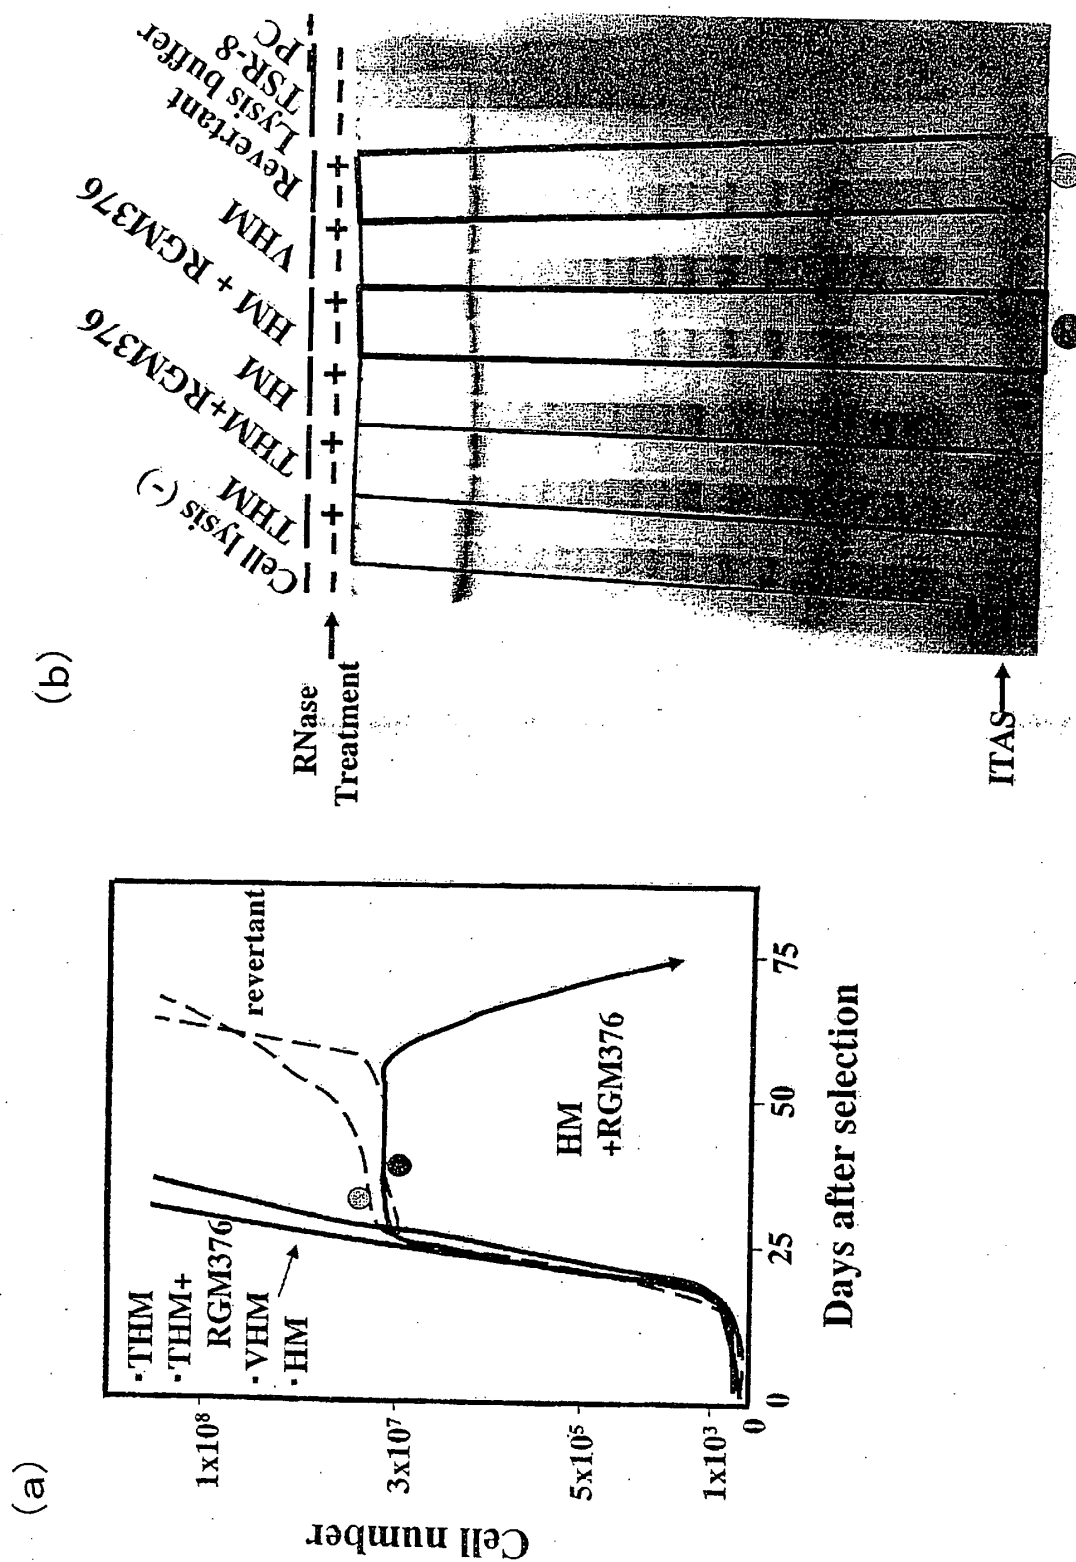 (a)
Cell number
1x10⁸
3x10⁷
5x10⁵
1x10³
0
0
25
50
75
Days after selection
·THM
·THM+
RGM376
·VHM
·HM
revertant
HM
+RGM376
(b)
RNase
Treatment
Cell lysis (-)
THM
THM+RGM376
HM
HM + RGM376
VHM
Revertant
Lysis buffer
TSR-8
PC
- - + - + - + - + - + - + - - - +
ITAS